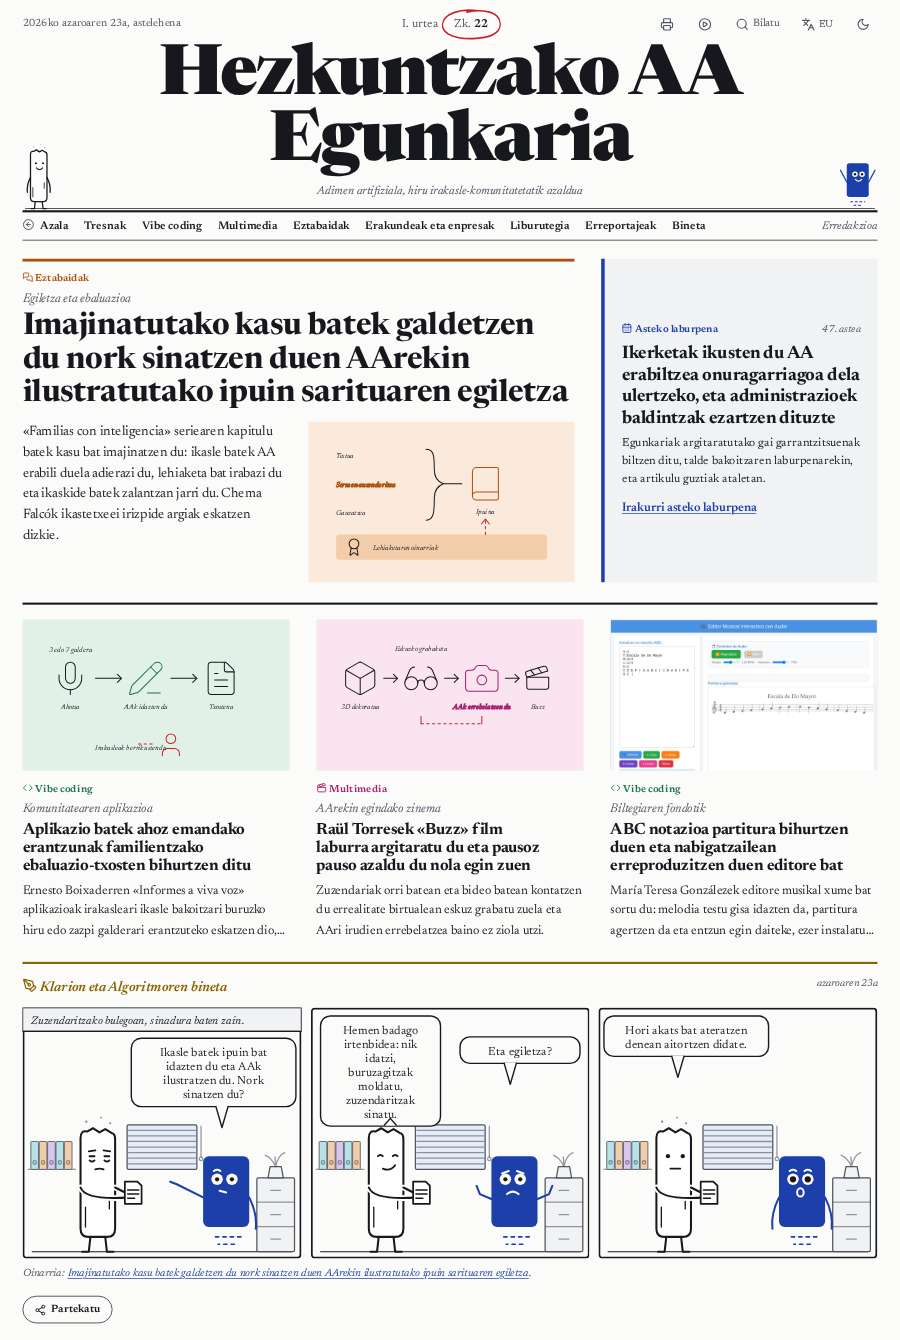 2026ko azaroaren 23a, astelehena
I. urtea Zk. 22
Bilatu
EU
Hezkuntzako AA
Egunkaria
Adimen artifiziala, hiru irakasle-komunitatetatik azaldua
Azala Tresnak Vibe coding Multimedia Eztabaidak Erakundeak eta enpresak Liburutegia Erreportajeak Bineta Erredakzioa
Eztabaidak
Egiletza eta ebaluazioa
Imajinatutako kasu batek galdetzen
du nork sinatzen duen AArekin
ilustratutako ipuin sarituaren egiletza
«Familias con inteligencia» seriearen kapitulu
batek kasu bat imajinatzen du: ikasle batek AA
erabili duela adierazi du, lehiaketa bat irabazi du
eta ikaskide batek zalantzan jarri du. Chema
Falcók ikastetxeei irizpide argiak eskatzen
dizkie.
Testua
Gainatza
Ipuina
Lehiaketaren oinarriak
Asteko laburpena 47. astea
Ikerketak ikusten du AA
erabiltzea onuragarriagoa dela
ulertzeko, eta administrazioek
baldintzak ezartzen dituzte
Egunkariak argitaratutako gai garrantzitsuenak
biltzen ditu, talde bakoitzaren laburpenarekin,
eta artikulu guztiak ataletan.
Irakurri asteko laburpena
3 edo 7 galdera
Ahotsa AAk idazten du Txostena
Irakasleak berrikusten du
Vibe coding
Komunitatearen aplikazioa
Aplikazio batek ahoz emandako
erantzunak familientzako
ebaluazio-txosten bihurtzen ditu
Ernesto Boixaderren «Informes a viva voz»
aplikazioak irakasleari ikasle bakoitzari buruzko
hiru edo zazpi galderari erantzuteko eskatzen dio,...
Eskuzko grabaketa
3D dekoratua AAk errebelatzen du Buzz
Multimedia
AArekin egindako zinema
Raül Torresek «Buzz» film
laburra argitaratu du eta pausoz
pauso azaldu du nola egin zuen
Zuzendariak orri batean eta bideo batean kontatzen
du errealitate birtualean eskuz grabatu zuela eta
AAri irudien errebelatzea baino ez ziola utzi.
Editor Musical Interactivo con Audio
Escala de Do Mayor
Vibe coding
Biltegiaren fondotik
ABC notazioa partitura bihurtzen
duen eta nabigatzailean
erreproduzitzen duen editore bat
María Teresa Gonzálezek editore musikal xume bat
sortu du: melodia testu gisa idazten da, partitura
agertzen da eta entzun egin daiteke, ezer instalatu...
Klarion eta Algoritmoren bineta azaroaren 23a
Zuzendaritzako bulegoan, sinadura baten zain.
Ikasle batek ipuin bat
idazten du eta AAk
ilustratzen du. Nork
sinatzen du?
Hemen badago
irtenbidea: nik
idatzi,
buruzagitzak
moldatu,
zuzendaritzak
sinatu.
Eta egiletza?
Hori akats bat ateratzen
denean aitortzen didate.
Oinarria: Imajinatutako kasu batek galdetzen du nork sinatzen duen AArekin ilustratutako ipuin sarituaren egiletza.
Partekatu